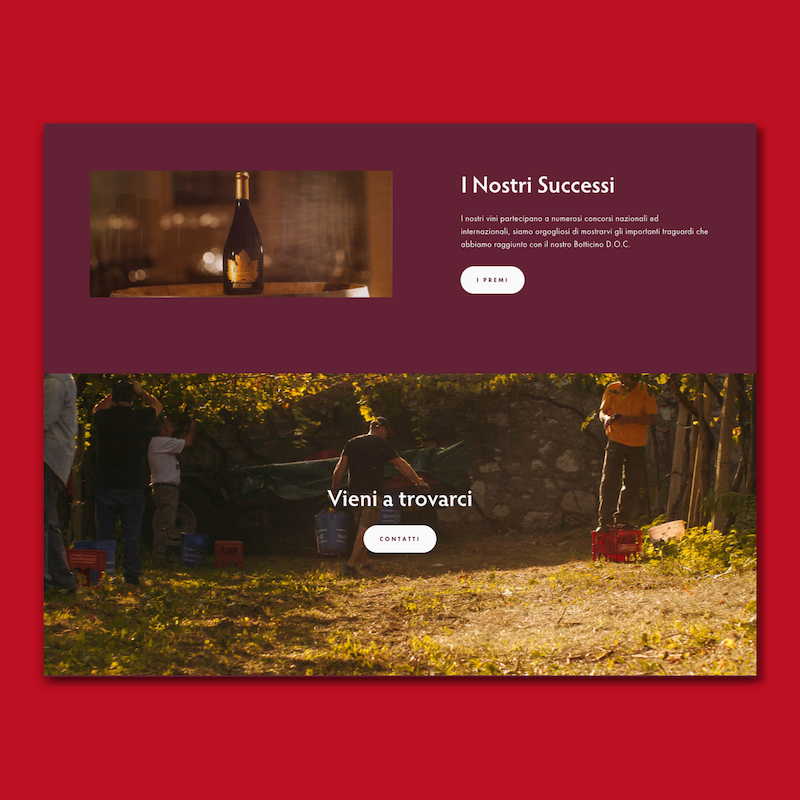 I Nostri Successi
I nostri vini partecipano a numerosi concorsi nazionali ed
internazionali, siamo orgogliosi di mostrarvi gli importanti traguardi che
abbiamo raggiunto con il nostro Botticino D.O.C.
I PREMI
Vieni a trovarci
CONTATTI